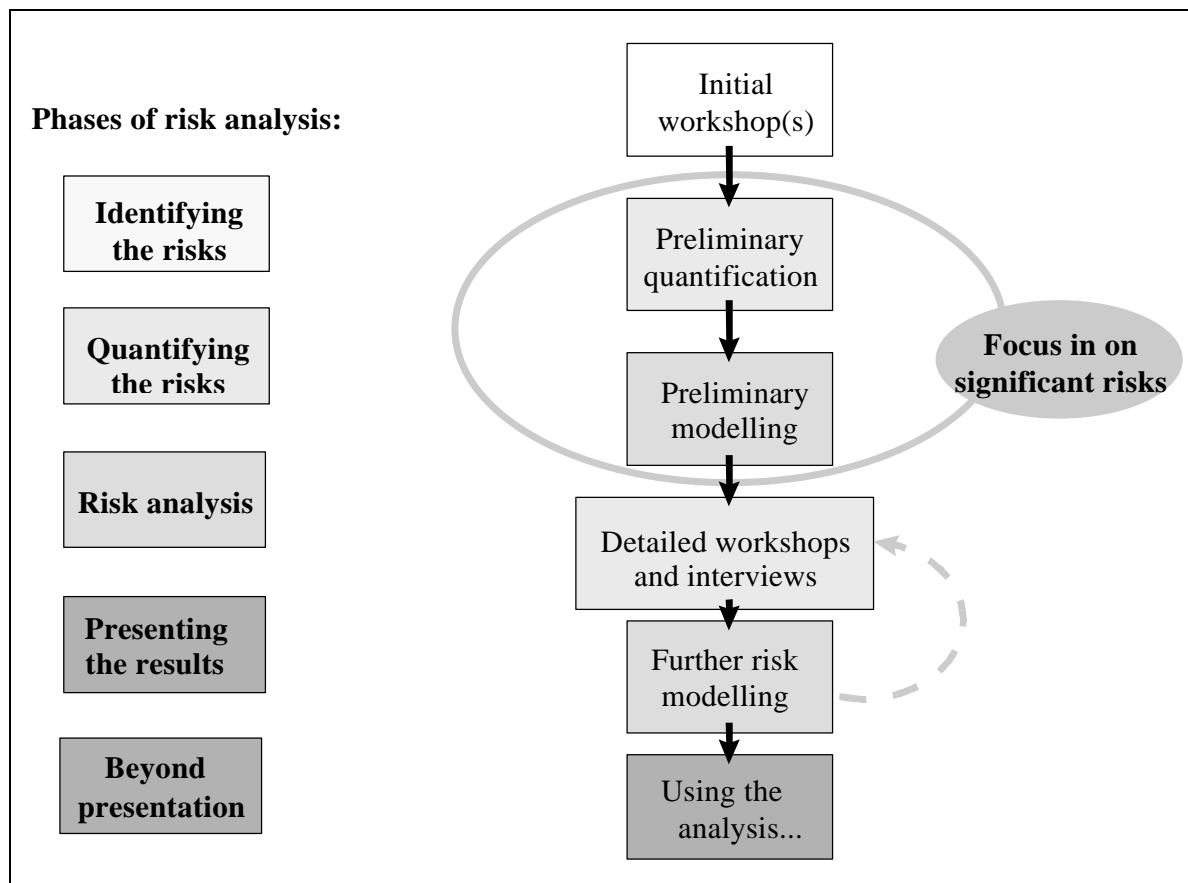 Phases of risk analysis:
Identifying
the risks
Quantifying
the risks
Risk analysis
Presenting
the results
Beyond
presentation
Initial
workshop(s)
Preliminary
quantification
Preliminary
modelling
Focus in on
significant risks
Detailed workshops
and interviews
Further risk
modelling
Using the
analysis...